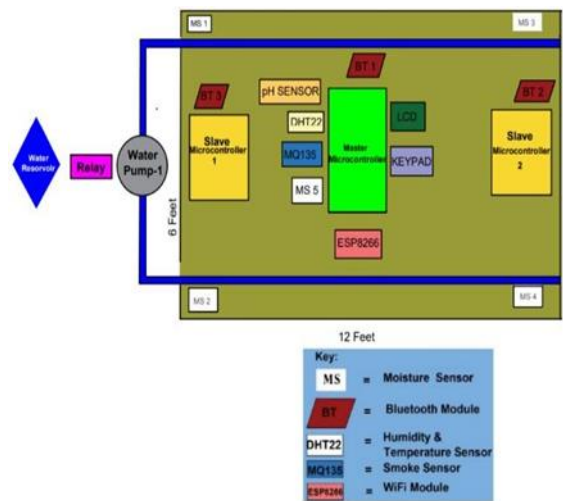 MS 1
MS 3
BT 1
BT 3
pH SENSOR
BT 2
DHT22
LCD
Slave
Microcontroller
1
Master
Microcontroller
Slave
Microcontroller
2
Water
Reservoir
Relay
Water
Pump-1
MQ135
KEYPAD
MS 5
6 Feet
ESP8266
MS 2
MS 4
12 Feet
Key:
MS = Moisture Sensor
BT = Bluetooth Module
DHT22 = Humidity &
Temperature Sensor
MQ135 = Smoke Sensor
ESP8266 = WiFi Module